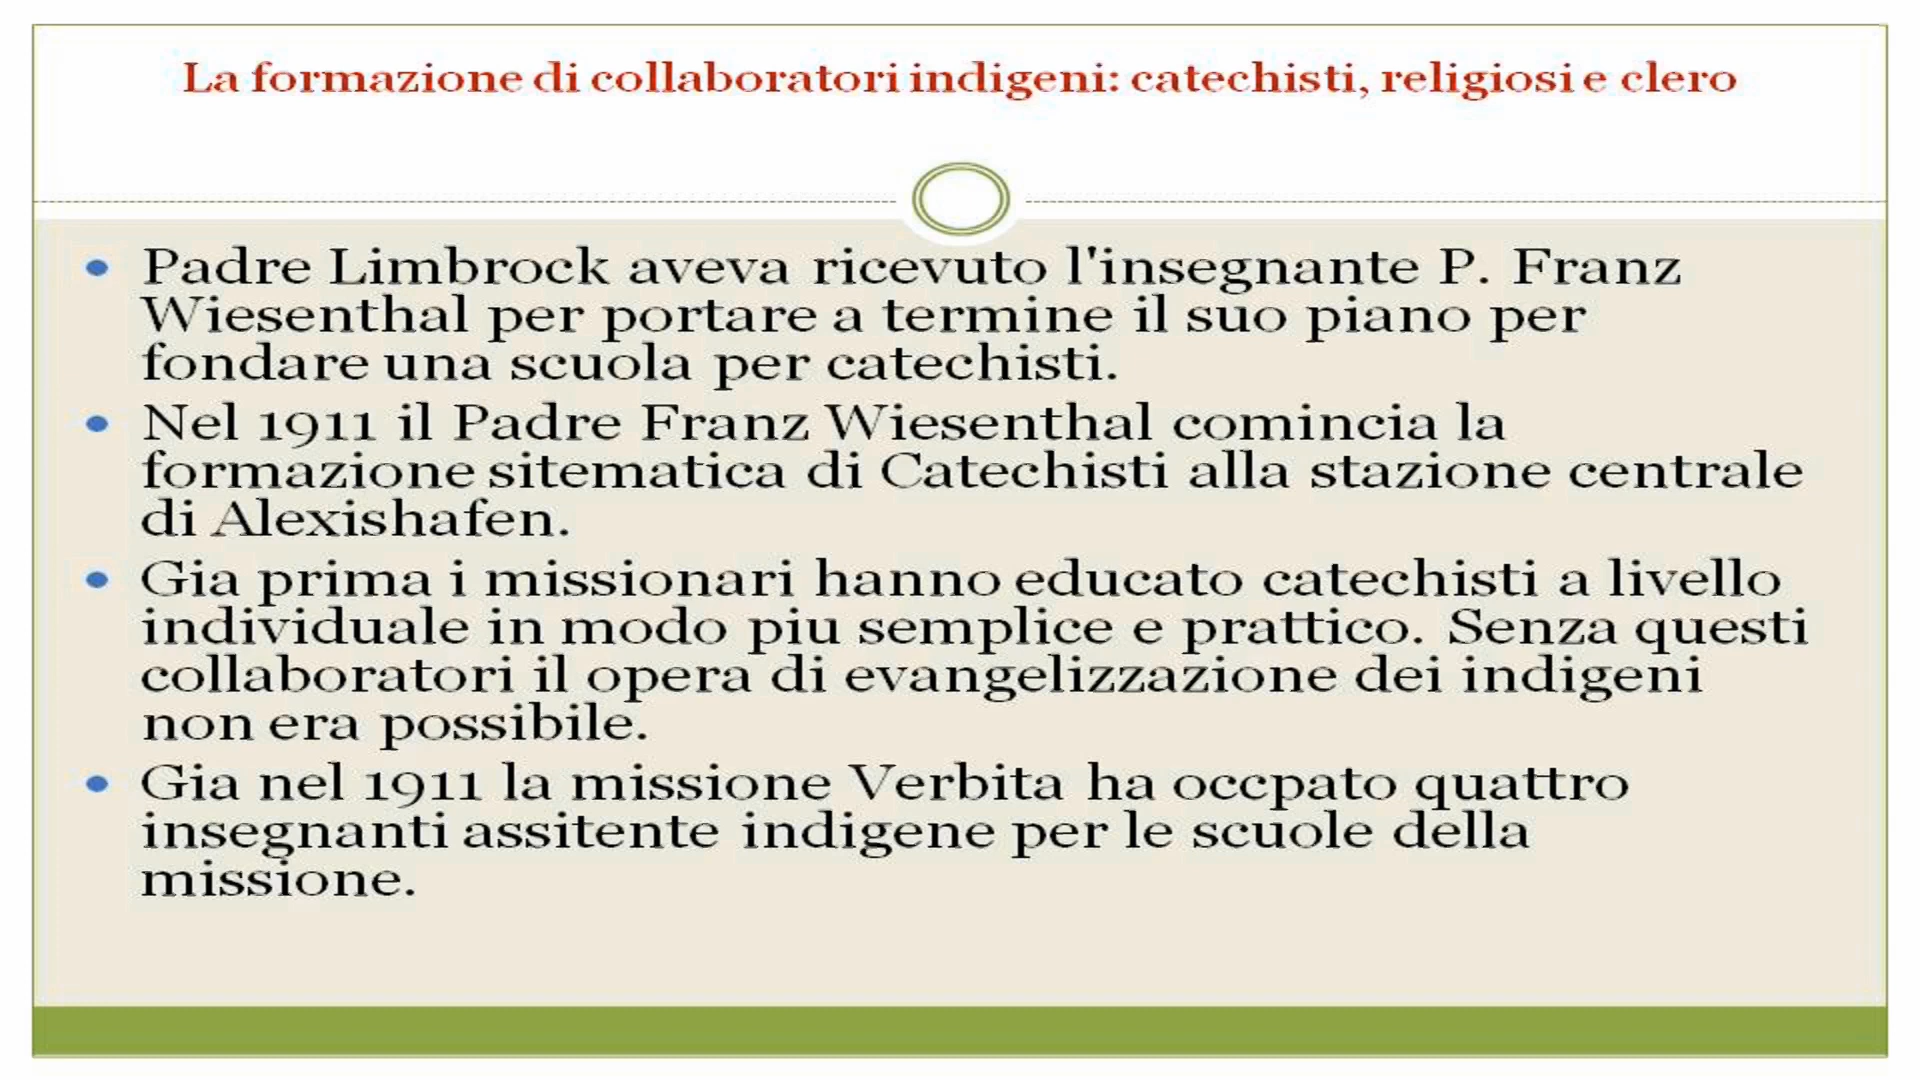 La formazione di collaboratori indigeni: catechisti, religiosi e clero
• Padre Limbrock aveva ricevuto l'insegnante P. Franz
Wiesenthal per portare a termine il suo piano per
fondare una scuola per catechisti.
• Nel 1911 il Padre Franz Wiesenthal comincia la
formazione sitematica di Catechisti alla stazione centrale
di Alexishafen.
• Gia prima i missionari hanno educato catechisti a livello
individuale in modo piu semplice e prattico. Senza questi
collaboratori il opera di evangelizzazione dei indigeni
non era possibile.
• Gia nel 1911 la missione Verbita ha occpato quattro
insegnanti assitente indigene per le scuole della
missione.